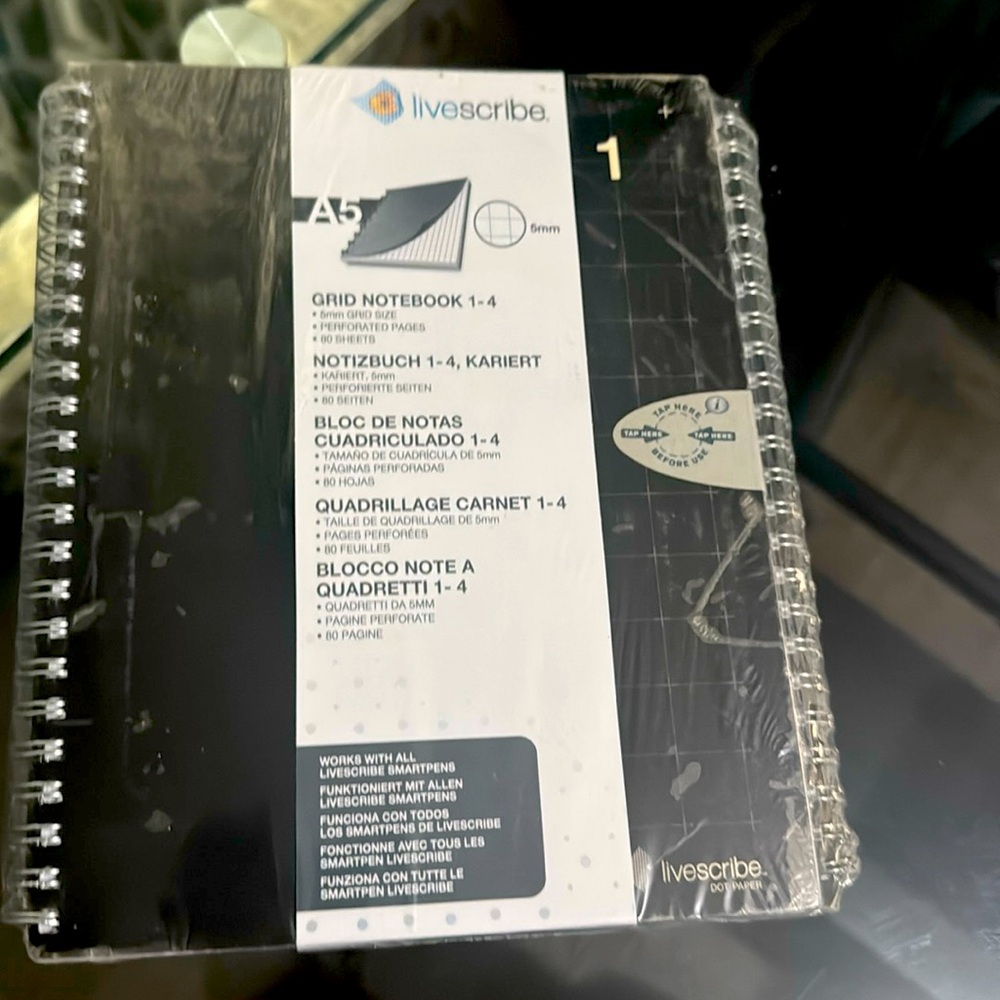 livescribe
1
A5
5mm
GRID NOTEBOOK 1-4
• 5mm GRID SIZE
• PERFORATED PAGES
• 80 SHEETS
NOTIZBUCH 1-4, KARIERT
• KARIERT, 5mm
• PERFORIERTE SEITEN
• 80 SEITEN
BLOC DE NOTAS
CUADRICULADO 1-4
• TAMAÑO DE CUADRÍCULA DE 5mm
• PÁGINAS PERFORADAS
• 80 HOJAS
QUADRILLAGE CARNET 1-4
• TAILLE DE QUADRILLAGE DE 5mm
• PAGES PERFORÉES
• 80 FEUILLES
BLOCCO NOTE A
QUADRETTI 1-4
• QUADRETTI DA 5MM
• PAGINE PERFORATE
• 80 PAGINE
TAP HERE
i
TAP HERE
TAP HERE
BEFORE USE
WORKS WITH ALL
LIVESCRIBE SMARTPENS
FUNKTIONIERT MIT ALLEN
LIVESCRIBE SMARTPENS
FUNCIONA CON TODOS
LOS SMARTPENS DE LIVESCRIBE
FONCTIONNE AVEC TOUS LES
SMARTPEN LIVESCRIBE
FUNZIONA CON TUTTE LE
SMARTPEN LIVESCRIBE
livescribe
DOT PAPER